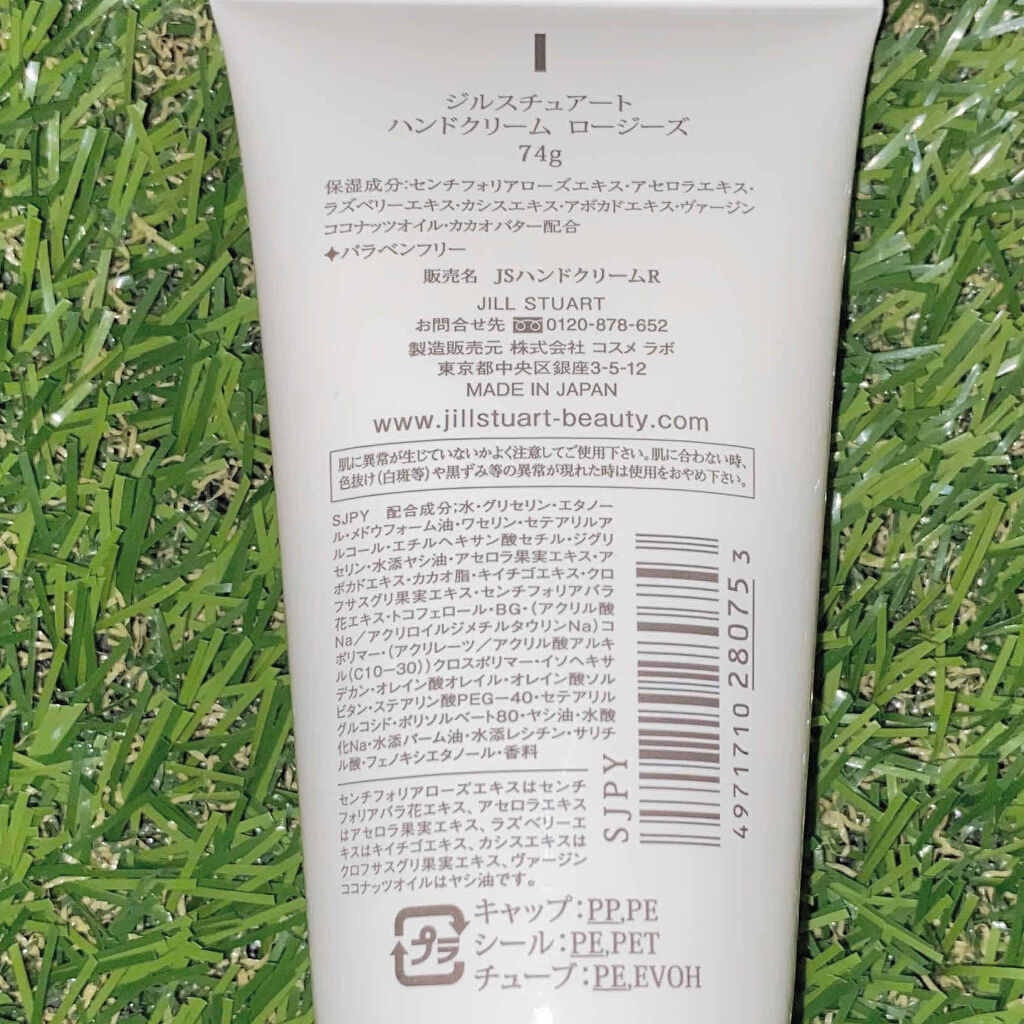 ジルスチュアート
ハンドクリーム ロージーズ
74g
保湿成分:センチフォリアローズエキス・アセロラエキス・
ラズベリーエキス・カシスエキス・アボカドエキス・ヴァージン
ココナッツオイル・カカオバター配合
✦パラベンフリー
販売名 JSハンドクリームR
JILL STUART
お問合せ先 0120-878-652
製造販売元 株式会社 コスメ ラボ
東京都中央区銀座3-5-12
MADE IN JAPAN
www.jillstuart-beauty.com
肌に異常が生じていないかよく注意してご使用下さい。肌に合わない時、
色抜け(白斑等)や黒ずみ等の異常が現れた時は使用をおやめ下さい。
SJPY 配合成分:水・グリセリン・エタノー
ル・メドウフォーム油・ワセリン・セテアリルア
ルコール・エチルヘキサン酸セチル・ジグリ
セリン・水添ヤシ油・アセロラ果実エキス・ア
ボカドエキス・カカオ脂・キイチゴエキス・クロ
フサスグリ果実エキス・センチフォリアバラ
花エキス・トコフェロール・BG・(アクリル酸
Na/アクリロイルジメチルタウリンNa)コ
ポリマー・(アクリレーツ/アクリル酸アルキ
ル(C10-30))クロスポリマー・イソヘキサ
デカン・オレイン酸オレイル・オレイン酸ソル
ビタン・ステアリン酸PEG-40・セテアリル
グルコシド・ポリソルベート80・ヤシ油・水酸
化Na・水添パーム油・水添レシチン・サリチ
ル酸・フェノキシエタノール・香料
センチフォリアローズエキスはセンチ
フォリアバラ花エキス、アセロラエキス
はアセロラ果実エキス、ラズベリーエ
キスはキイチゴエキス、カシスエキスは
クロフサスグリ果実エキス、ヴァージン
ココナッツオイルはヤシ油です。
SJPY
4971710280753
プラ
キャップ:PP,PE
シール:PE,PET
チューブ:PE,EVOH